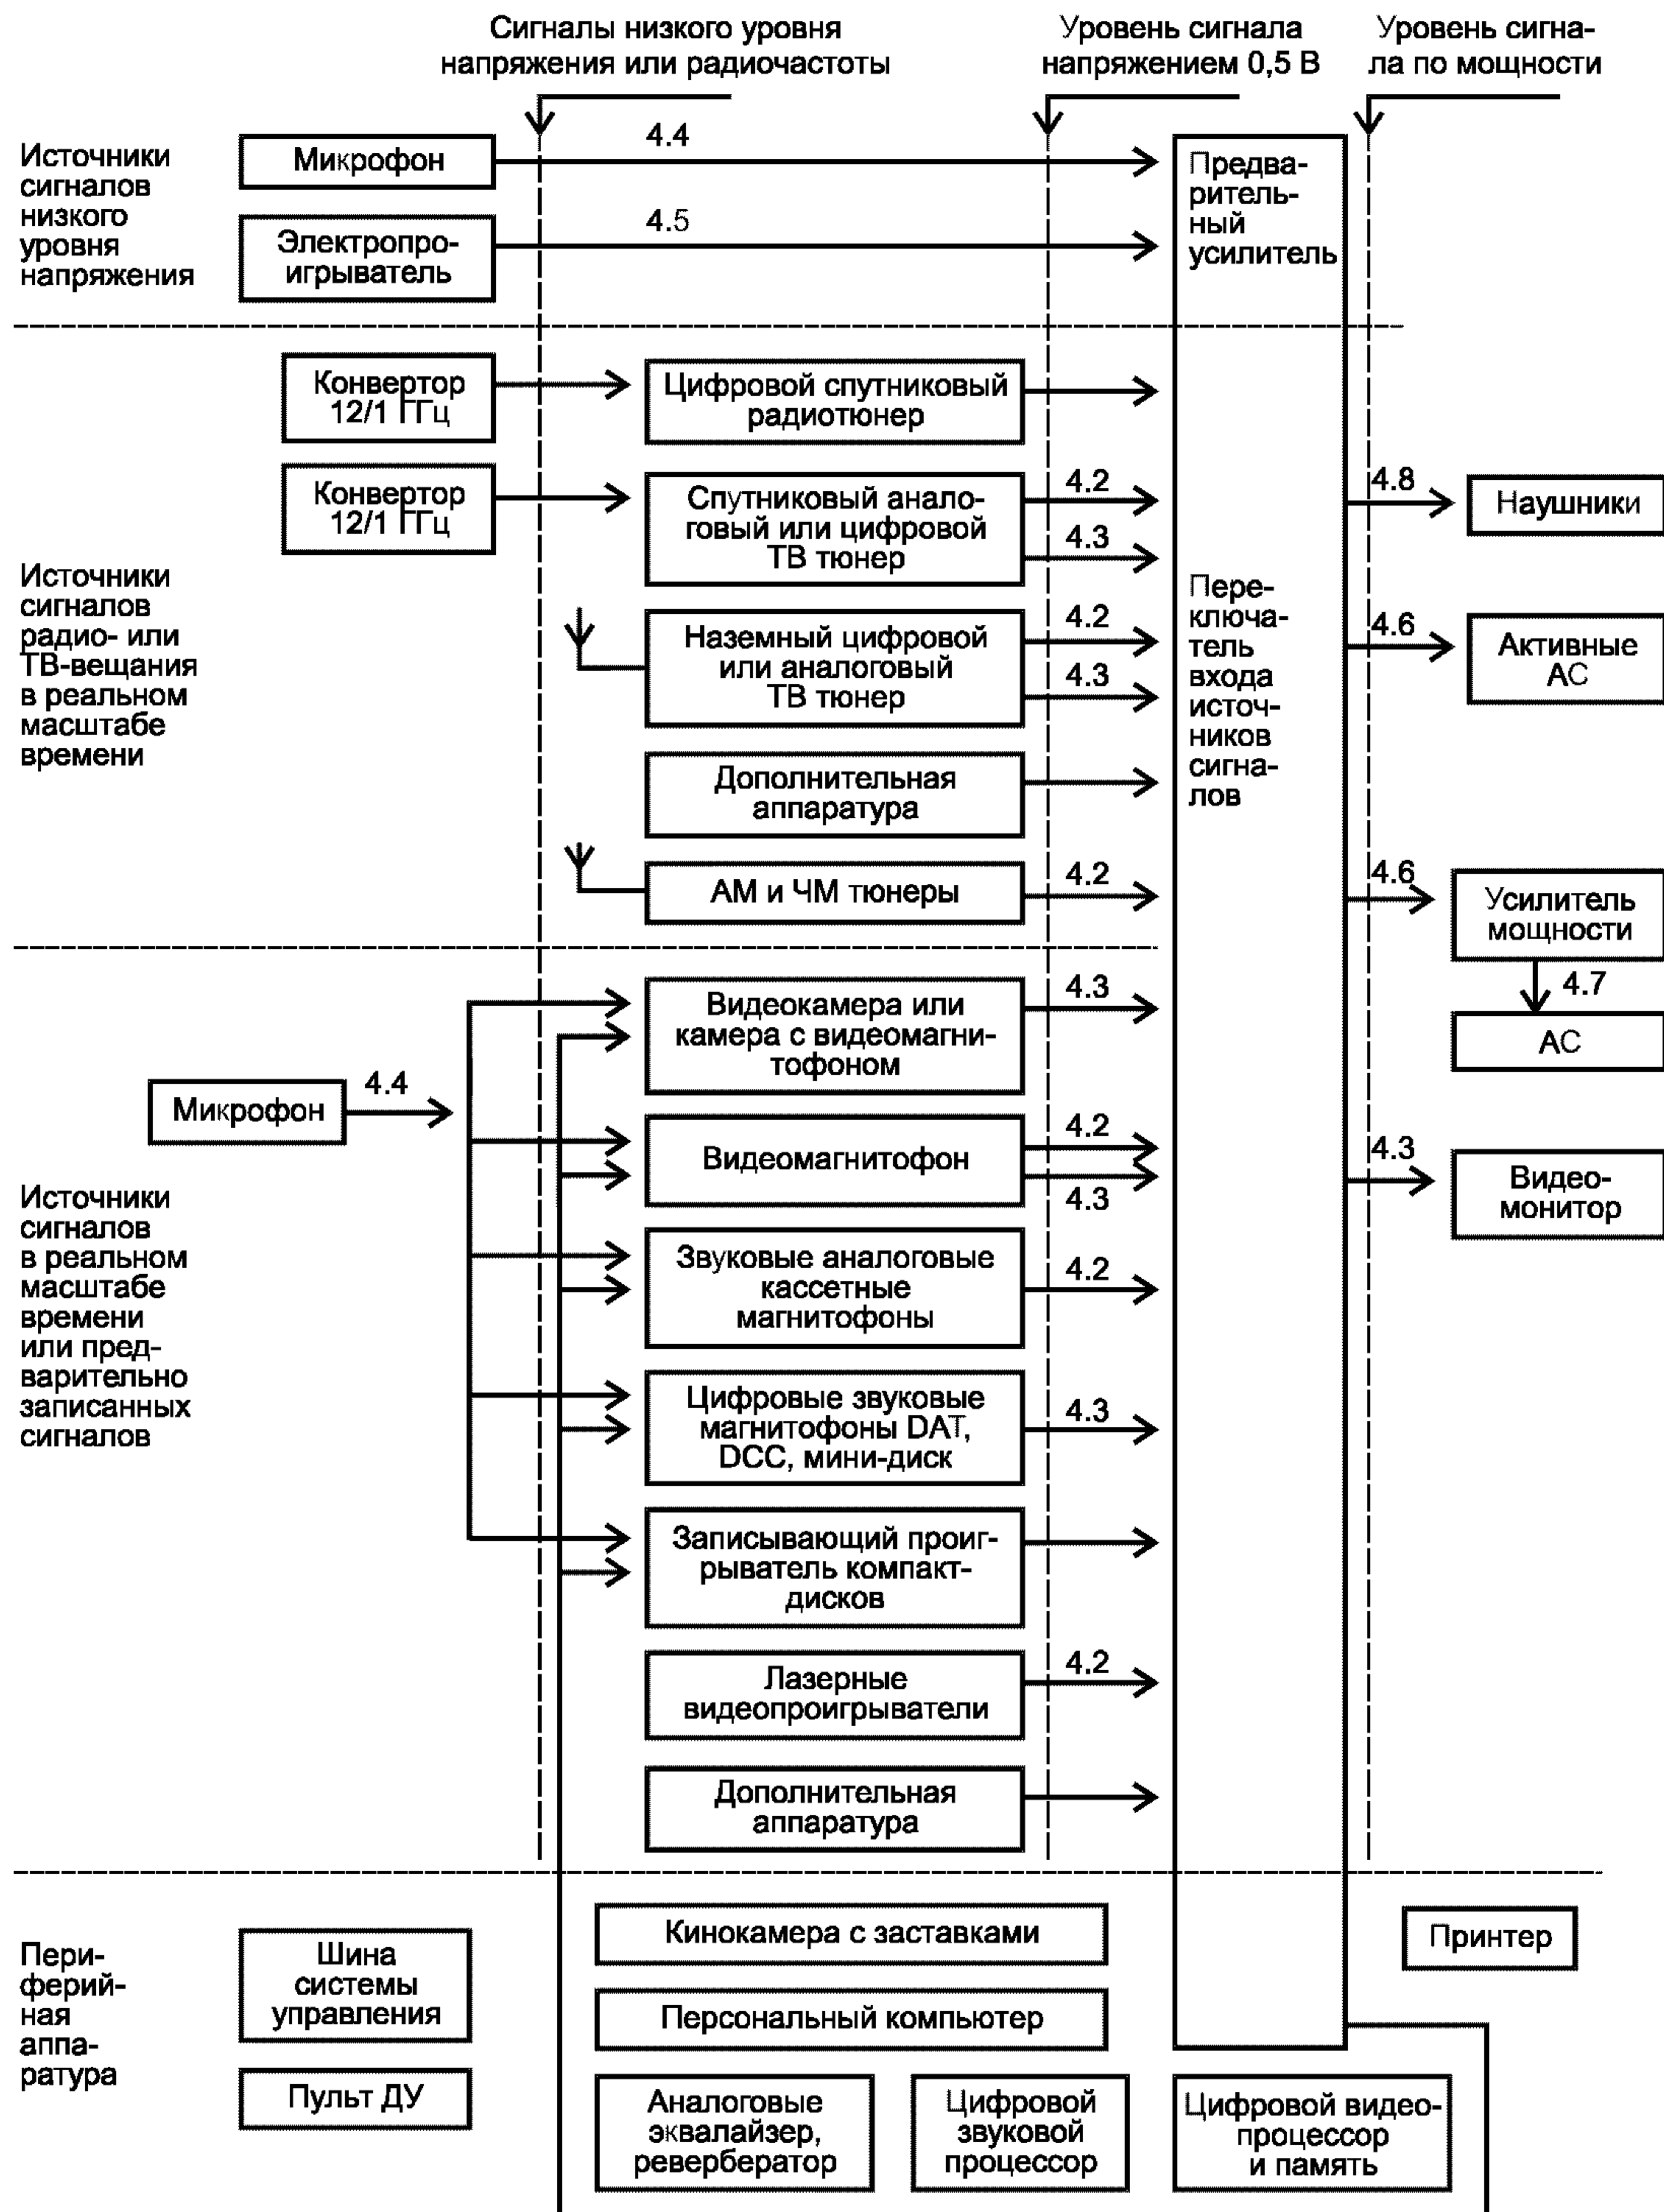 Сигналы низкого уровня
напряжения или радиочастоты
Уровень сигнала
напряжением 0,5 В
Уровень сигна-
ла по мощности
Источники
сигналов
низкого
уровня
напряжения
Микрофон
4.4
Электропро-
игрыватель
4.5
Предва-
ритель-
ный
усилитель
Источники
сигналов
радио- или
ТВ-вещания
в реальном
масштабе
времени
Конвертор
12/1 ГГц
Цифровой спутниковый
радиотюнер
Конвертор
12/1 ГГц
Спутниковый анало-
говый или цифровой
ТВ тюнер
4.2
4.3
Наземный цифровой
или аналоговый
ТВ тюнер
4.2
4.3
Дополнительная
аппаратура
АМ и ЧМ тюнеры
4.2
Пере-
ключа-
тель
входа
источ-
ников
сигна-
лов
4.8
Наушники
4.6
Активные
АС
4.6
Усилитель
мощности
4.7
АС
4.3
Видео-
монитор
Источники
сигналов
в реальном
масштабе
времени
или пред-
варительно
записанных
сигналов
Микрофон
4.4
Видеокамера или
камера с видеомагни-
тофоном
4.3
Видеомагнитофон
4.2
4.3
Звуковые аналоговые
кассетные
магнитофоны
4.2
Цифровые звуковые
магнитофоны DAT,
DCC, мини-диск
4.3
Записывающий проиг-
рыватель компакт-
дисков
Лазерные
видеопроигрыватели
4.2
Дополнительная
аппаратура
Пери-
ферий-
ная
аппа-
ратура
Шина
системы
управления
Пульт ДУ
Кинокамера с заставками
Персональный компьютер
Аналоговые
эквалайзер,
ревербератор
Цифровой
звуковой
процессор
Цифровой видео-
процессор
и память
Принтер